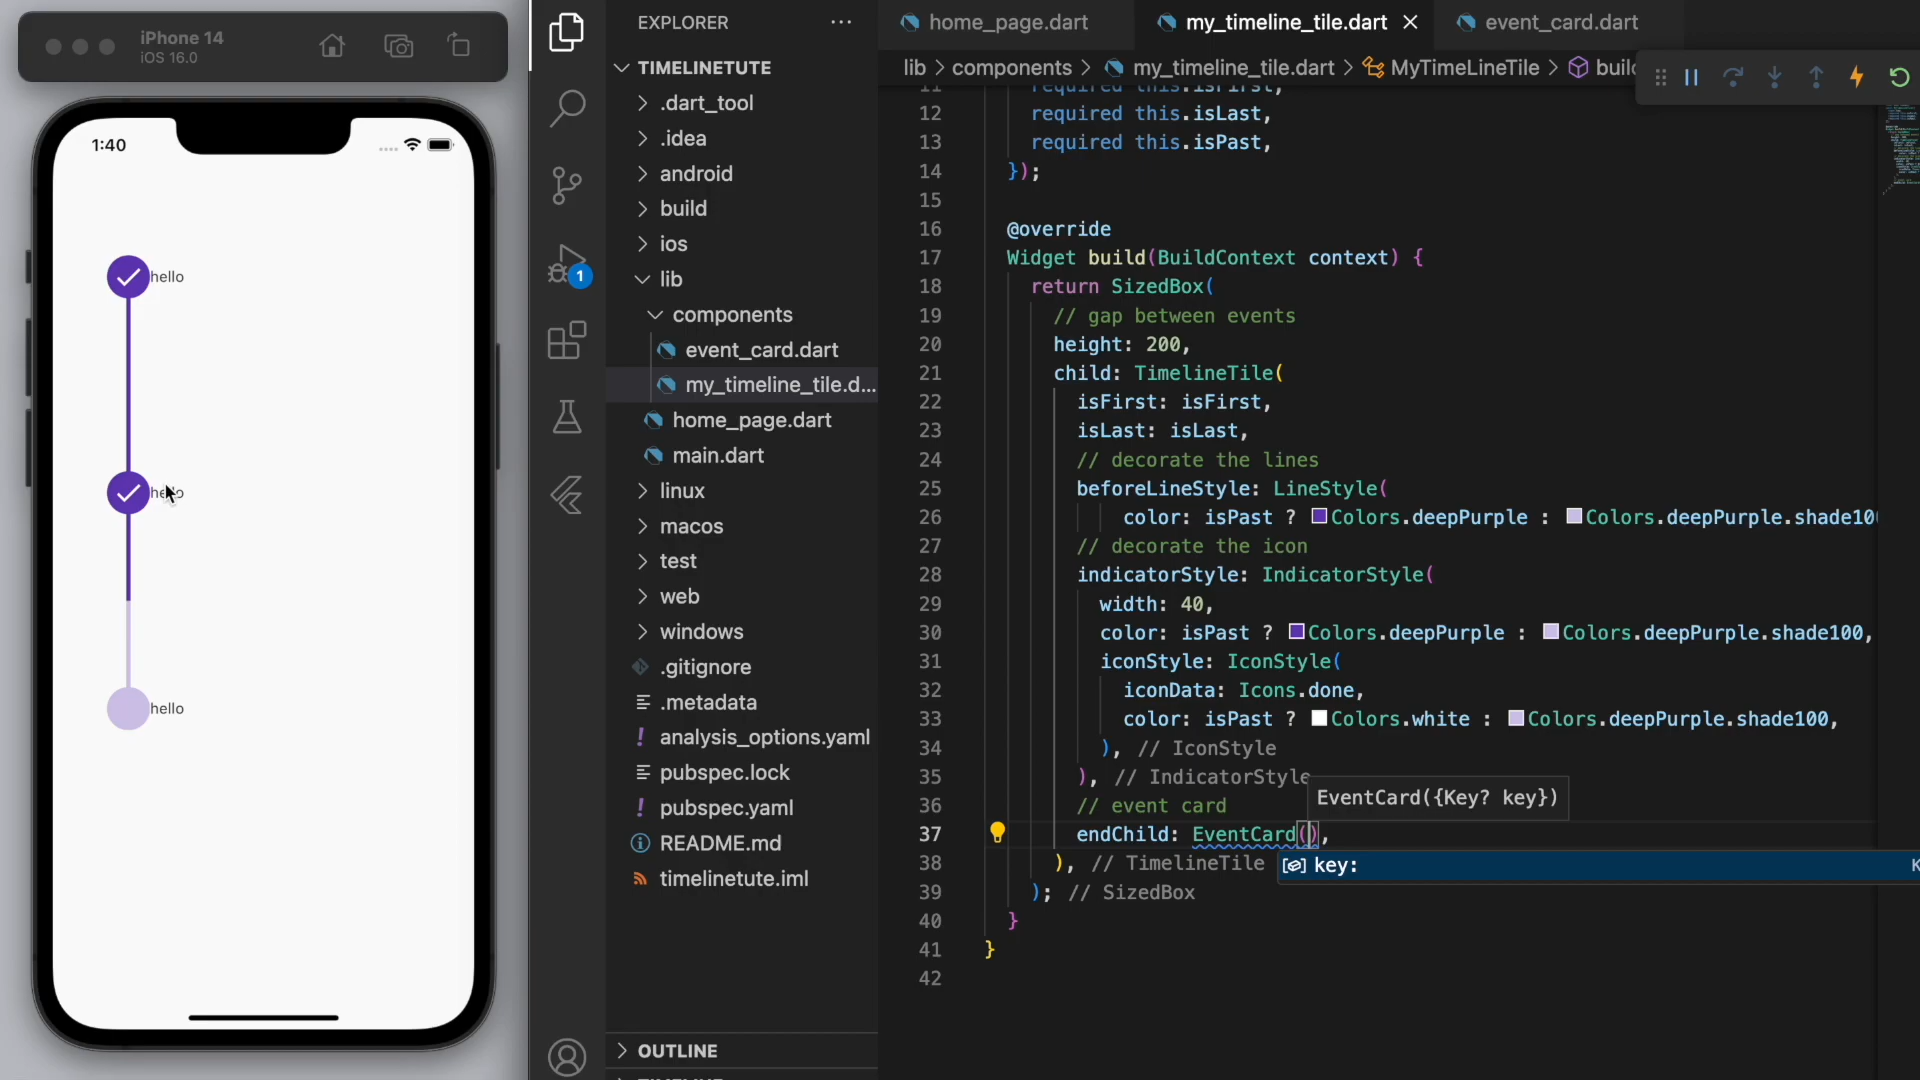 iPhone 14
iOS 16.0
1:40
hello
hello
hello
1
EXPLORER
TIMELINETUTE
.dart_tool
.idea
android
build
ios
lib
components
event_card.dart
my_timeline_tile.d...
home_page.dart
main.dart
linux
macos
test
web
windows
.gitignore
.metadata
analysis_options.yaml
pubspec.lock
pubspec.yaml
README.md
timelinetute.iml
OUTLINE
home_page.dart
my_timeline_tile.dart
event_card.dart
lib > components > my_timeline_tile.dart > MyTimeLineTile > build
11 required this.isFirst,
12 required this.isLast,
13 required this.isPast,
14 });
15
16 @override
17 Widget build(BuildContext context) {
18 return SizedBox(
19 // gap between events
20 height: 200,
21 child: TimelineTile(
22 isFirst: isFirst,
23 isLast: isLast,
24 // decorate the lines
25 beforeLineStyle: LineStyle(
26 color: isPast ? Colors.deepPurple : Colors.deepPurple.shade10
27 // decorate the icon
28 indicatorStyle: IndicatorStyle(
29 width: 40,
30 color: isPast ? Colors.deepPurple : Colors.deepPurple.shade100,
31 iconStyle: IconStyle(
32 iconData: Icons.done,
33 color: isPast ? Colors.white : Colors.deepPurple.shade100,
34 ), // IconStyle
35 ), // IndicatorStyle
EventCard({Key? key})
36 // event card
37 endChild: EventCard(),
38 ), // TimelineTile
key:
39 ); // SizedBox
40 }
41 }
42